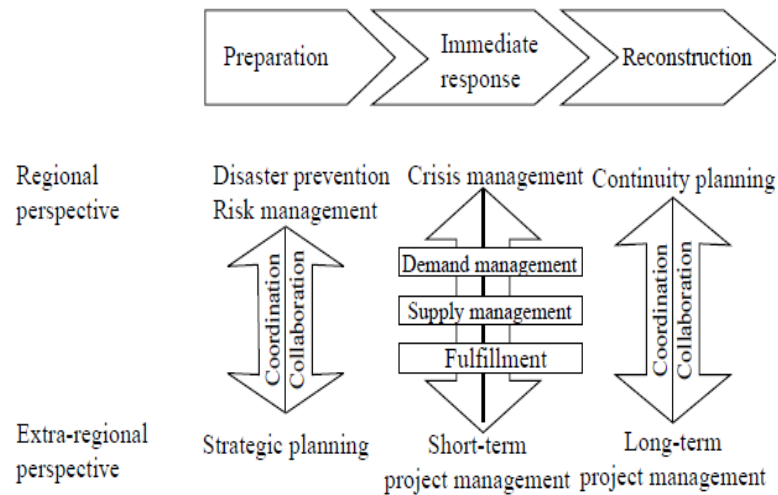 Preparation
Immediate
response
Reconstruction
Regional
perspective
Disaster prevention
Risk management
Crisis management
Continuity planning
Coordination
Collaboration
Demand management
Supply management
Fulfillment
Coordination
Collaboration
Extra-regional
perspective
Strategic planning
Short-term
project management
Long-term
project management